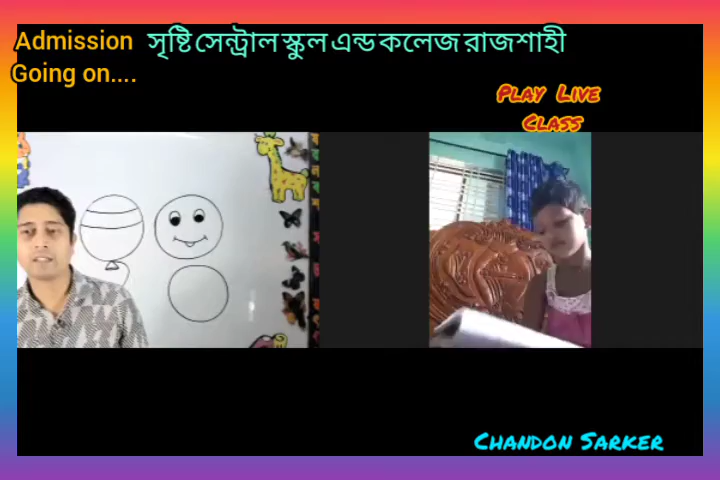 Admission
Going on....
সৃষ্টি সেন্ট্রাল স্কুল এন্ড কলেজ রাজশাহী
Play Live
Class
Chandon Sarker